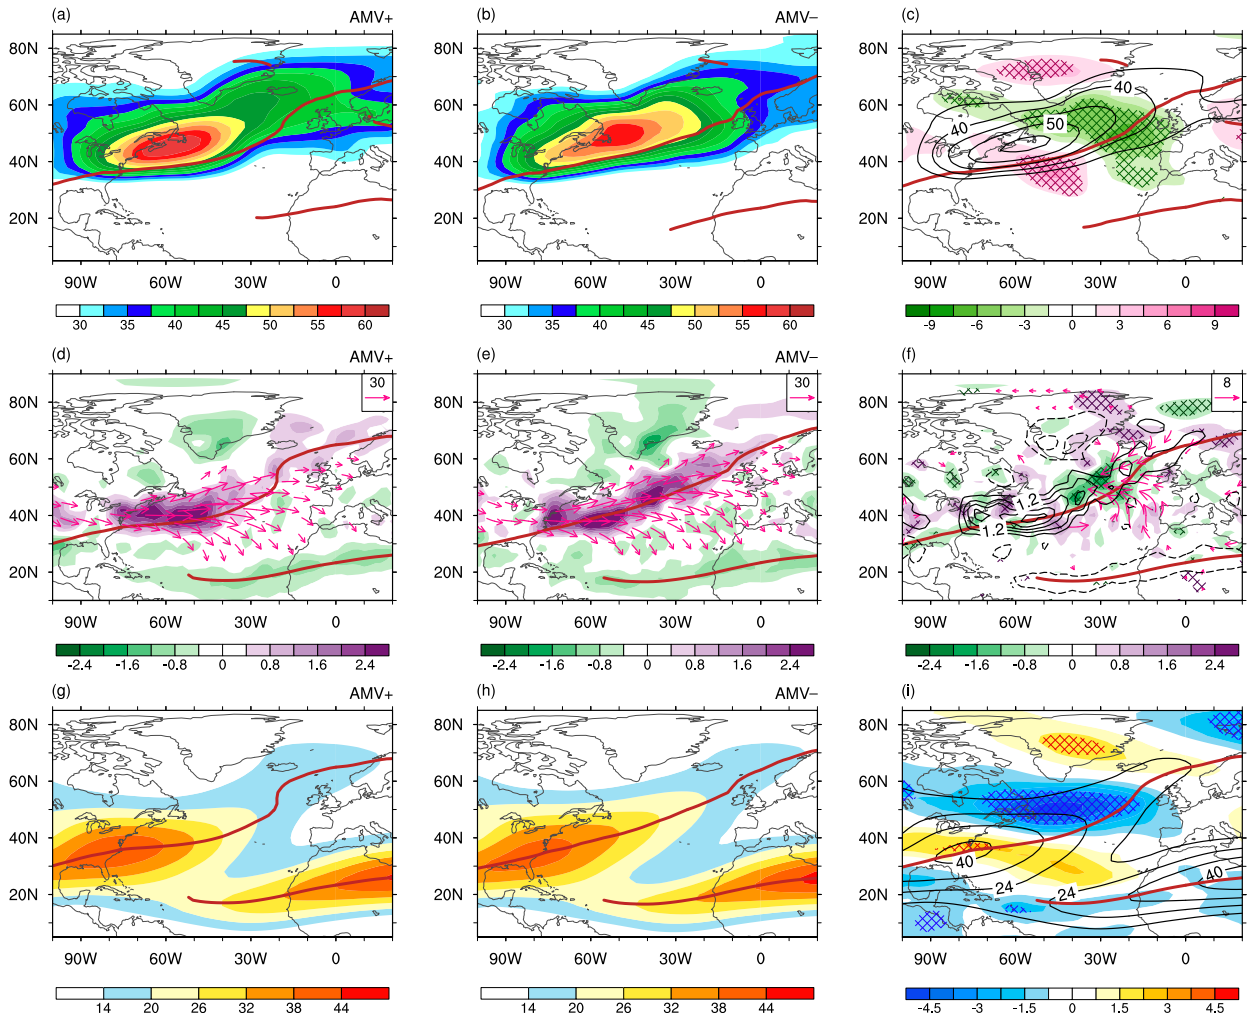 (a) AMV+
(b) AMV−
(c)
80N
60N
40N
20N
80N
60N
40N
20N
80N
60N
40N
20N
40
50
40
90W 60W 30W 0
90W 60W 30W 0
90W 60W 30W 0
30 35 40 45 50 55 60
30 35 40 45 50 55 60
-9 -6 -3 0 3 6 9
(d) AMV+
(e) AMV−
(f)
30
30
8
80N
60N
40N
20N
80N
60N
40N
20N
80N
60N
40N
20N
1.2
1.2
90W 60W 30W 0
90W 60W 30W 0
90W 60W 30W 0
-2.4 -1.6 -0.8 0 0.8 1.6 2.4
-2.4 -1.6 -0.8 0 0.8 1.6 2.4
-2.4 -1.6 -0.8 0 0.8 1.6 2.4
(g) AMV+
(h) AMV−
(i)
80N
60N
40N
20N
80N
60N
40N
20N
80N
60N
40N
20N
40
24
24
40
90W 60W 30W 0
90W 60W 30W 0
90W 60W 30W 0
14 20 26 32 38 44
14 20 26 32 38 44
-4.5 -3 -1.5 0 1.5 3 4.5